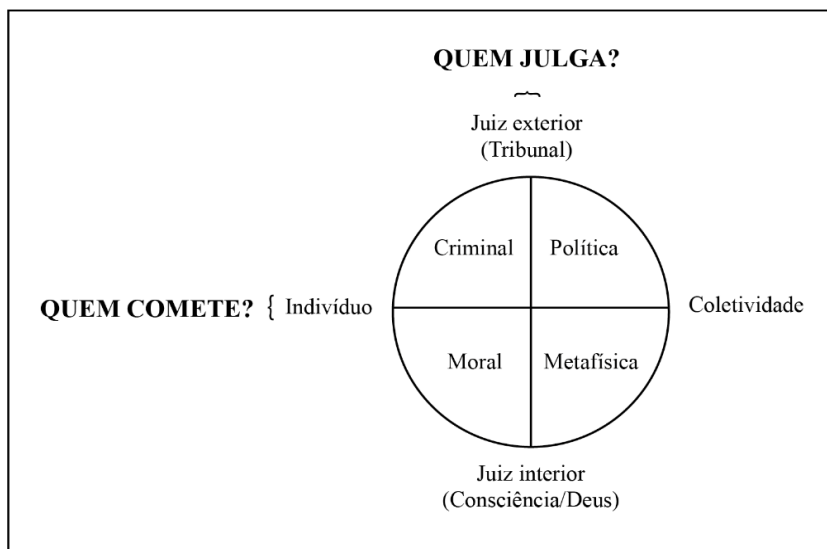 QUEM JULGA?
Juiz exterior
(Tribunal)
Criminal
Política
QUEM COMETE? { Indivíduo
Coletividade
Moral
Metafísica
Juiz interior
(Consciência/Deus)